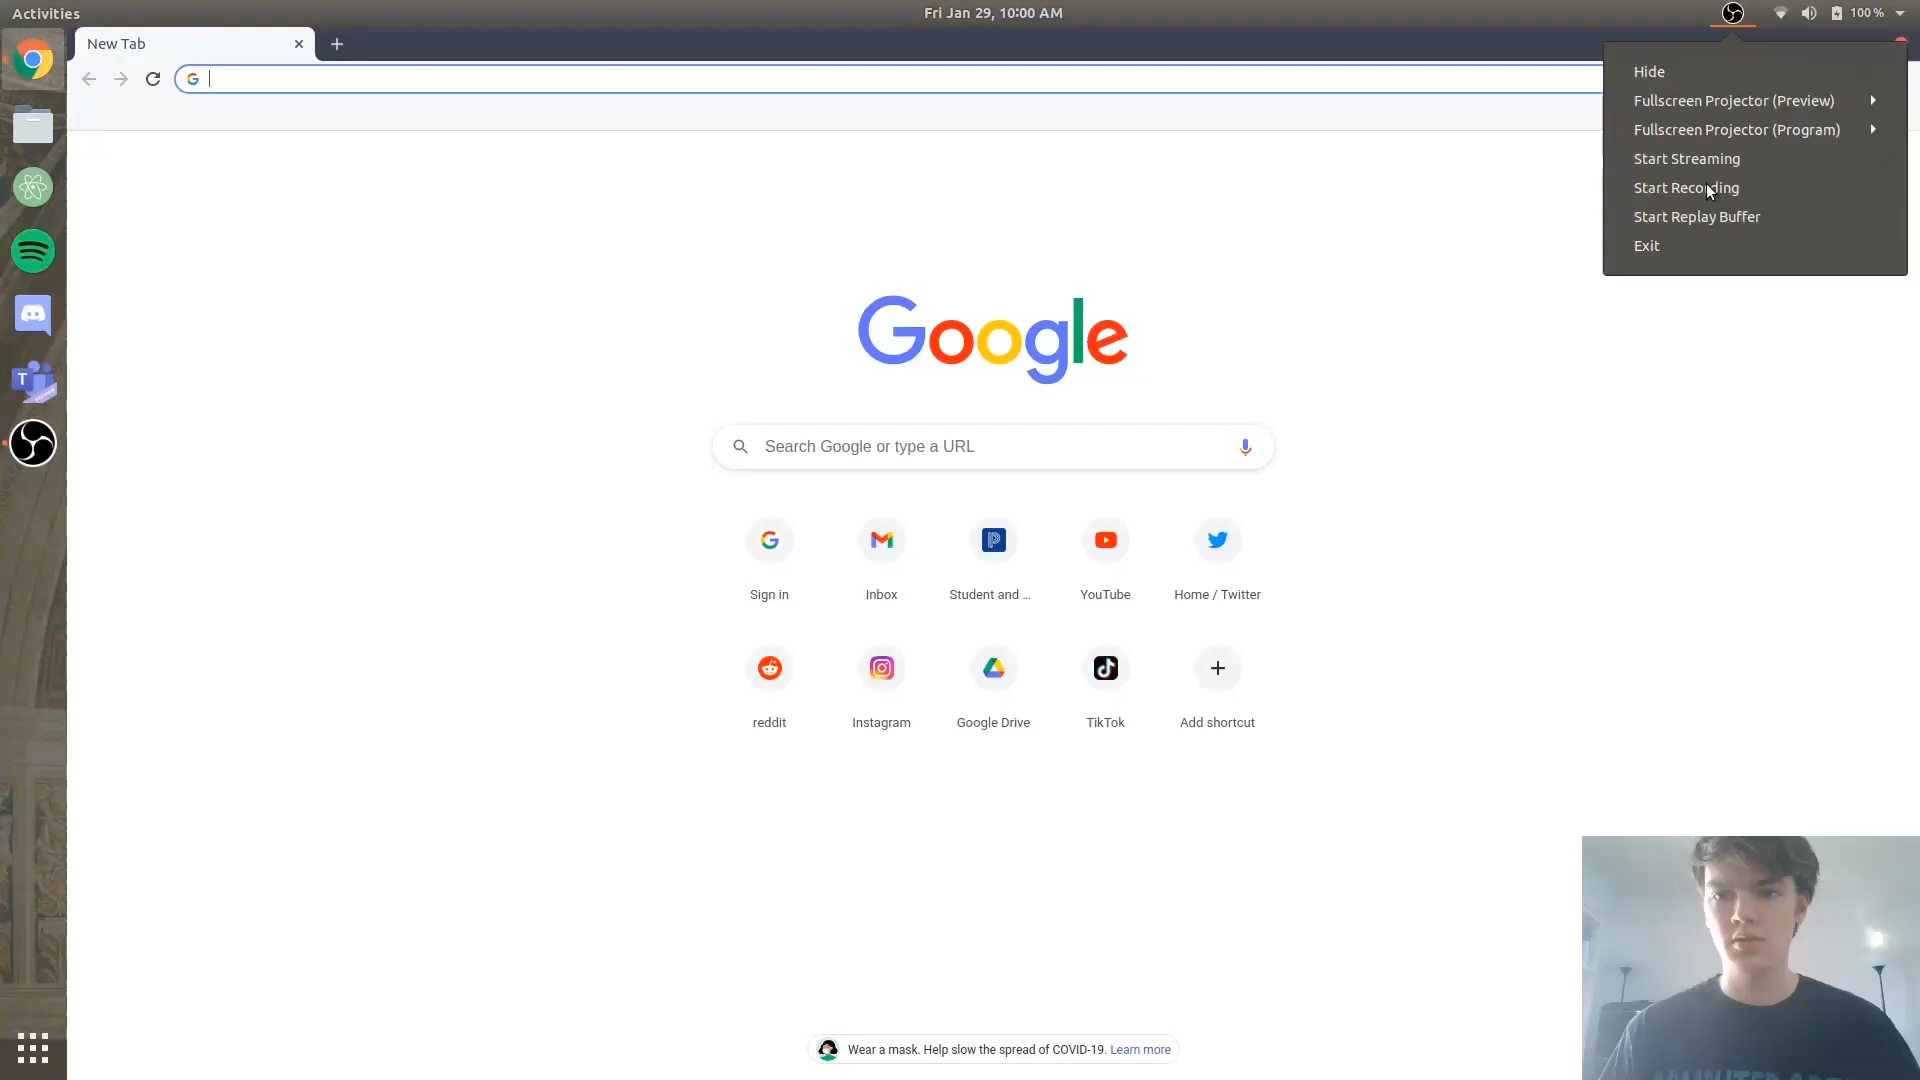 Activities
Fri Jan 29, 10:00 AM
100 %
New Tab
Hide
Fullscreen Projector (Preview)
Fullscreen Projector (Program)
Start Streaming
Start Recording
Start Replay Buffer
Exit
Google
Search Google or type a URL
Sign in
Inbox
Student and ...
YouTube
Home / Twitter
reddit
Instagram
Google Drive
TikTok
Add shortcut
Wear a mask. Help slow the spread of COVID-19. Learn more